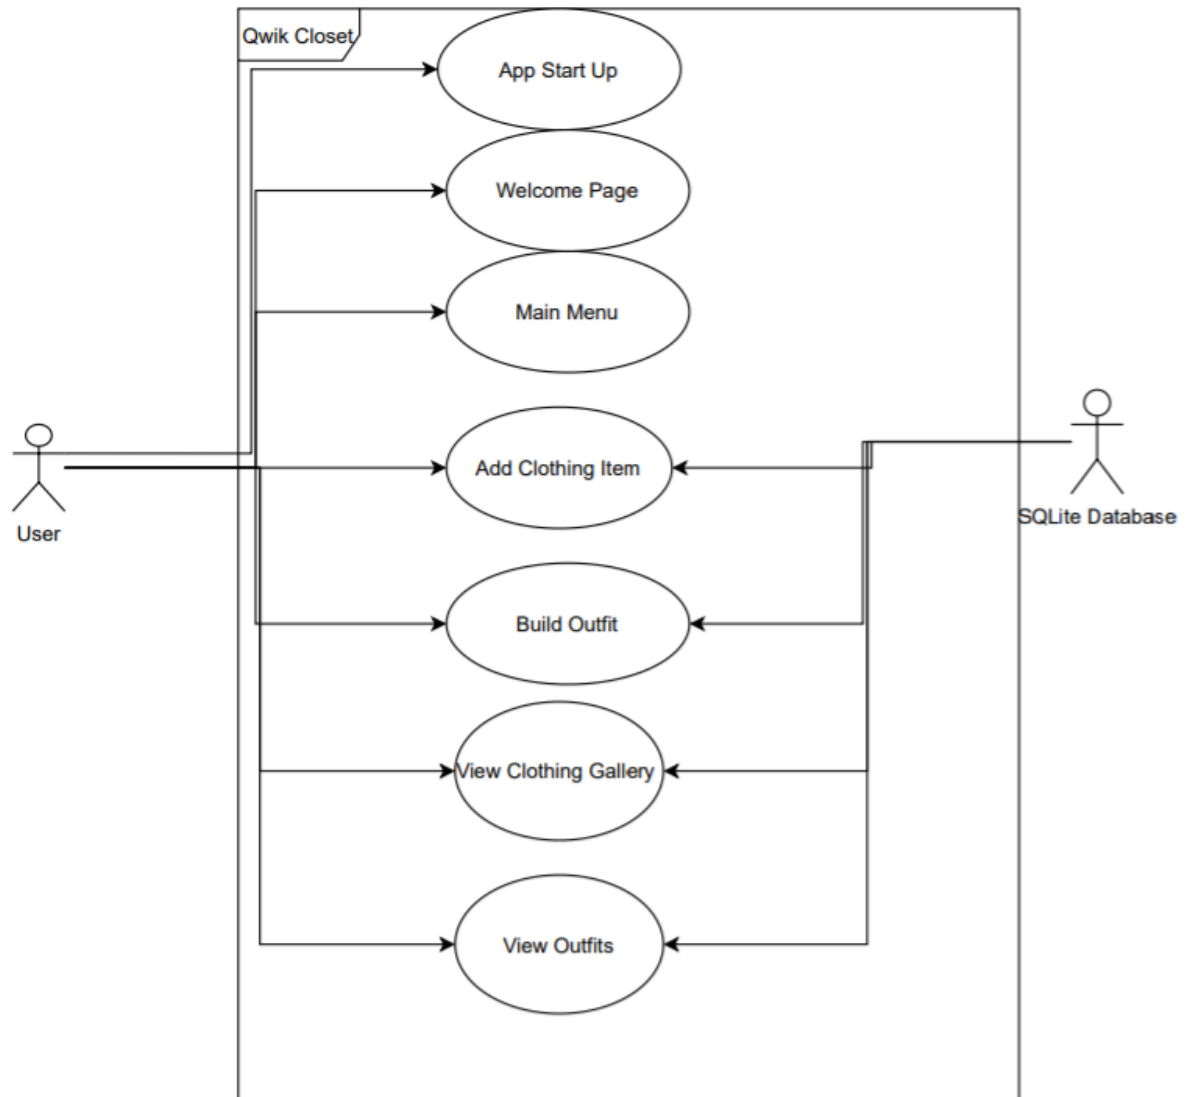 Qwik Closet
App Start Up
Welcome Page
Main Menu
Add Clothing Item
User
SQLite Database
Build Outfit
View Clothing Gallery
View Outfits